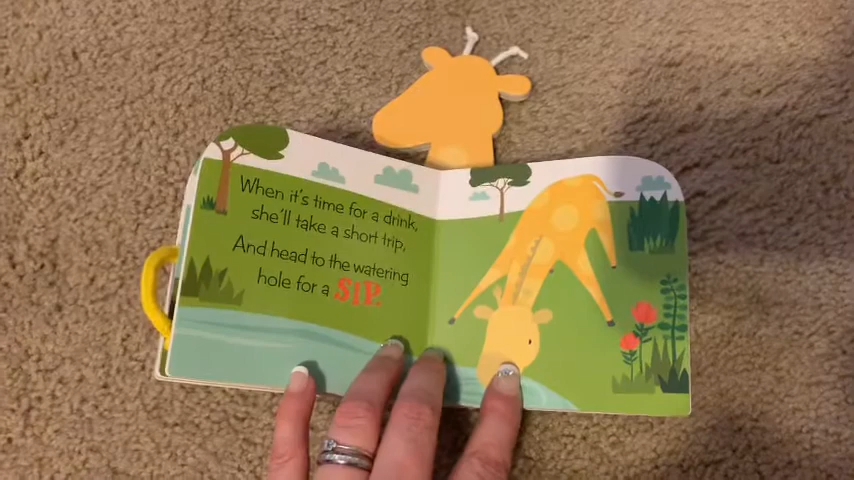 When it's time for a drink,
she'll take a short trip,
And head to the watering
hole for a SIP.